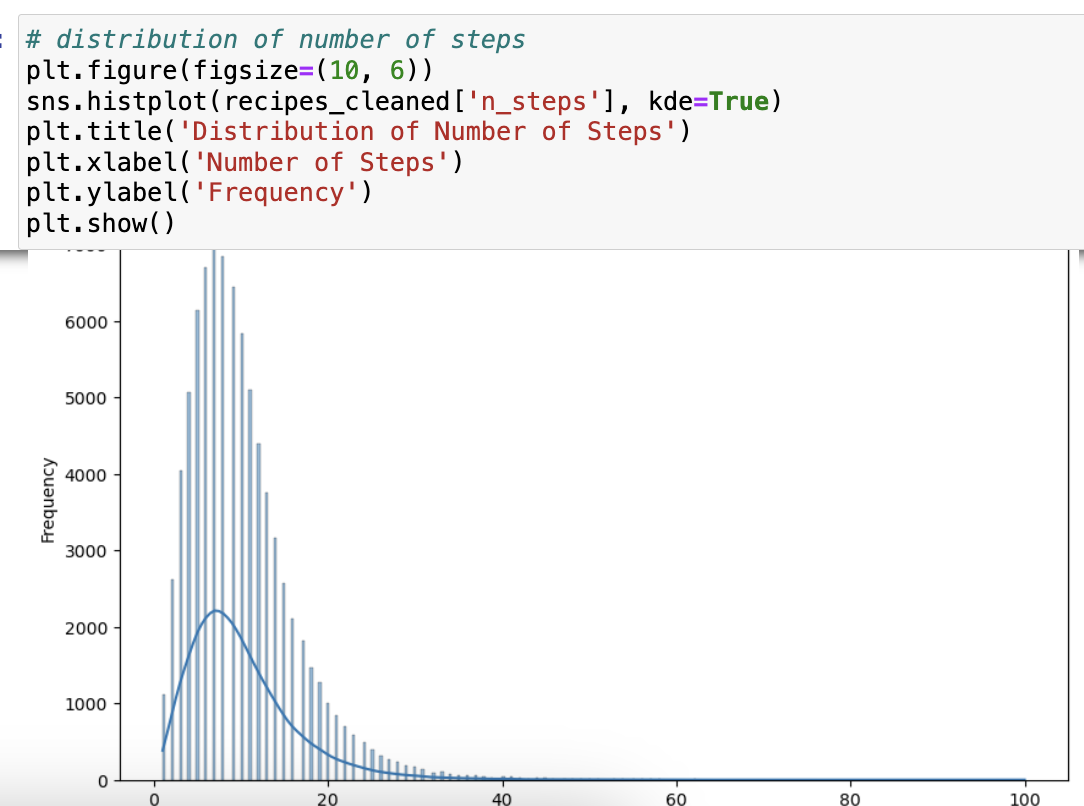 # distribution of number of steps
plt.figure(figsize=(10, 6))
sns.histplot(recipes_cleaned['n_steps'], kde=True)
plt.title('Distribution of Number of Steps')
plt.xlabel('Number of Steps')
plt.ylabel('Frequency')
plt.show()
6000
5000
4000
3000
2000
1000
0
Frequency
0 20 40 60 80 100